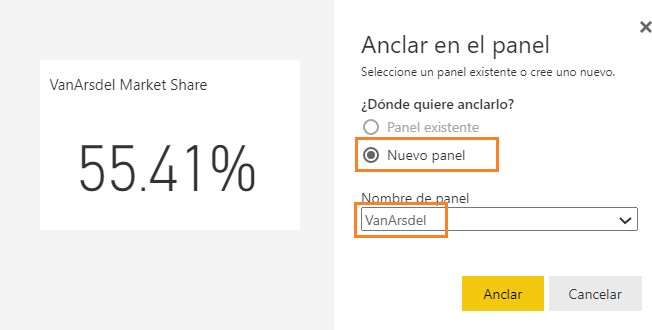 VanArsdel Market Share
55.41%
Anclar en el panel
Seleccione un panel existente o cree uno nuevo.
¿Dónde quiere anclarlo?
Panel existente
Nuevo panel
Nombre de panel
VanArsdel
Anclar
Cancelar